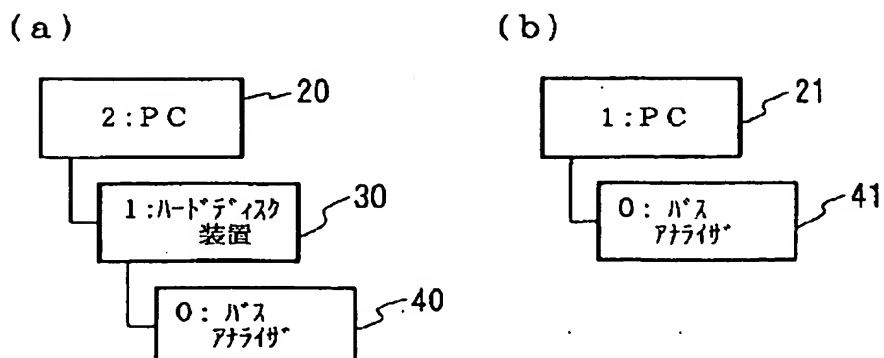 (a)
(b)
20
2:PC
21
1:PC
1:ハードディスク
装置
30
0:バス
アナライザ
41
0:バス
アナライザ
40